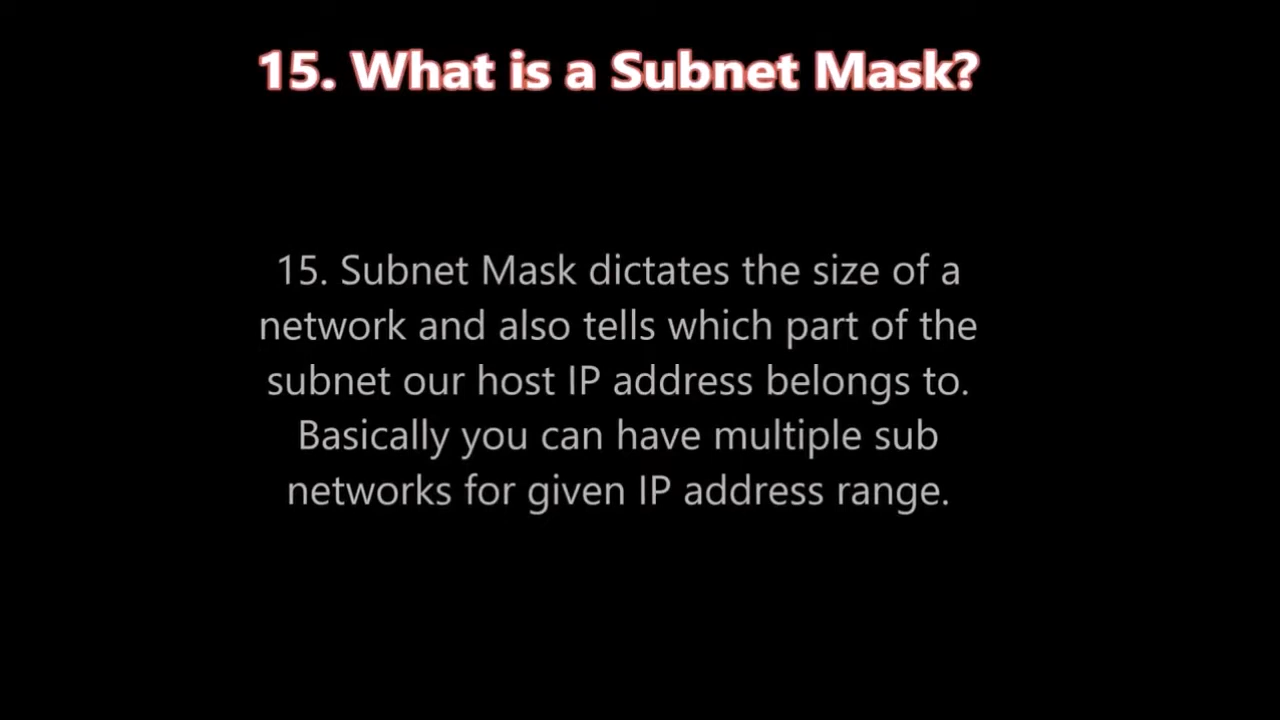 15. What is a Subnet Mask?
15. Subnet Mask dictates the size of a
network and also tells which part of the
subnet our host IP address belongs to.
Basically you can have multiple sub
networks for given IP address range.